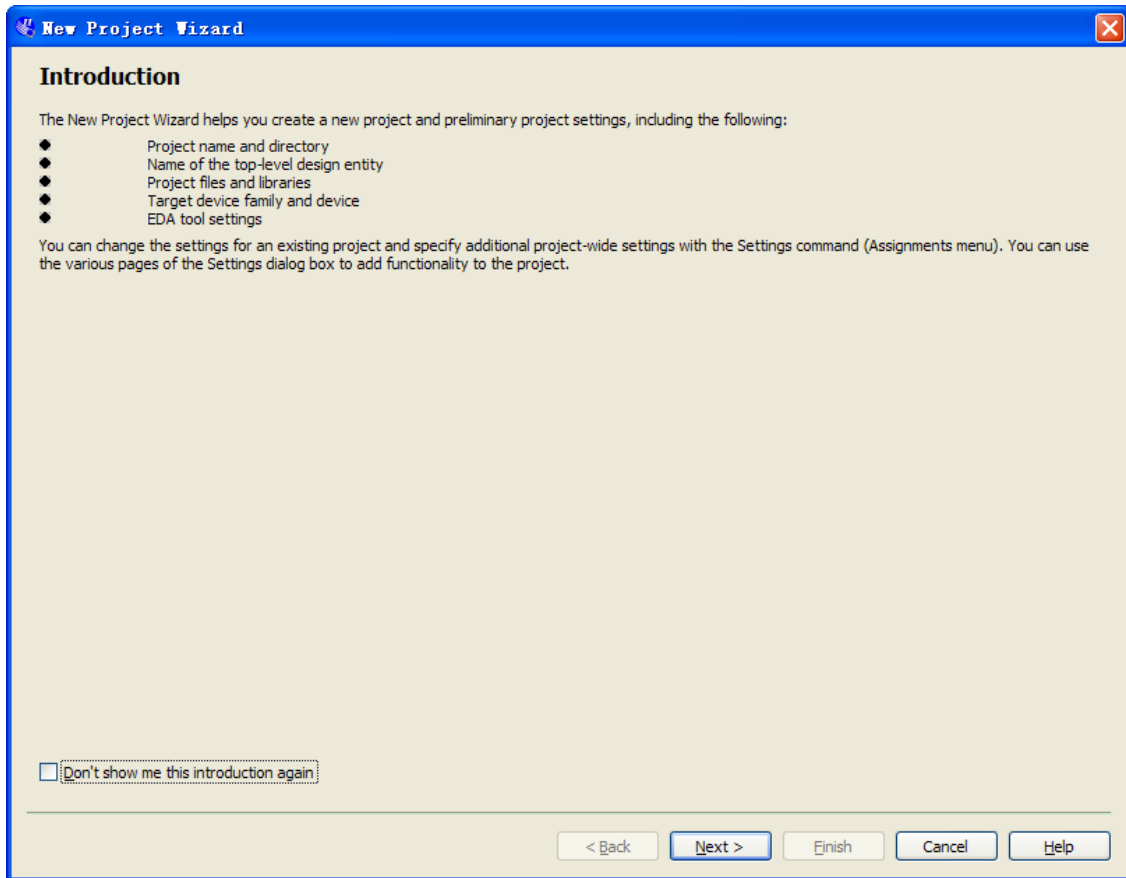 New Project Wizard
Introduction
The New Project Wizard helps you create a new project and preliminary project settings, including the following:
Project name and directory
Name of the top-level design entity
Project files and libraries
Target device family and device
EDA tool settings
You can change the settings for an existing project and specify additional project-wide settings with the Settings command (Assignments menu). You can use
the various pages of the Settings dialog box to add functionality to the project.
Don't show me this introduction again
< Back Next > Finish Cancel Help